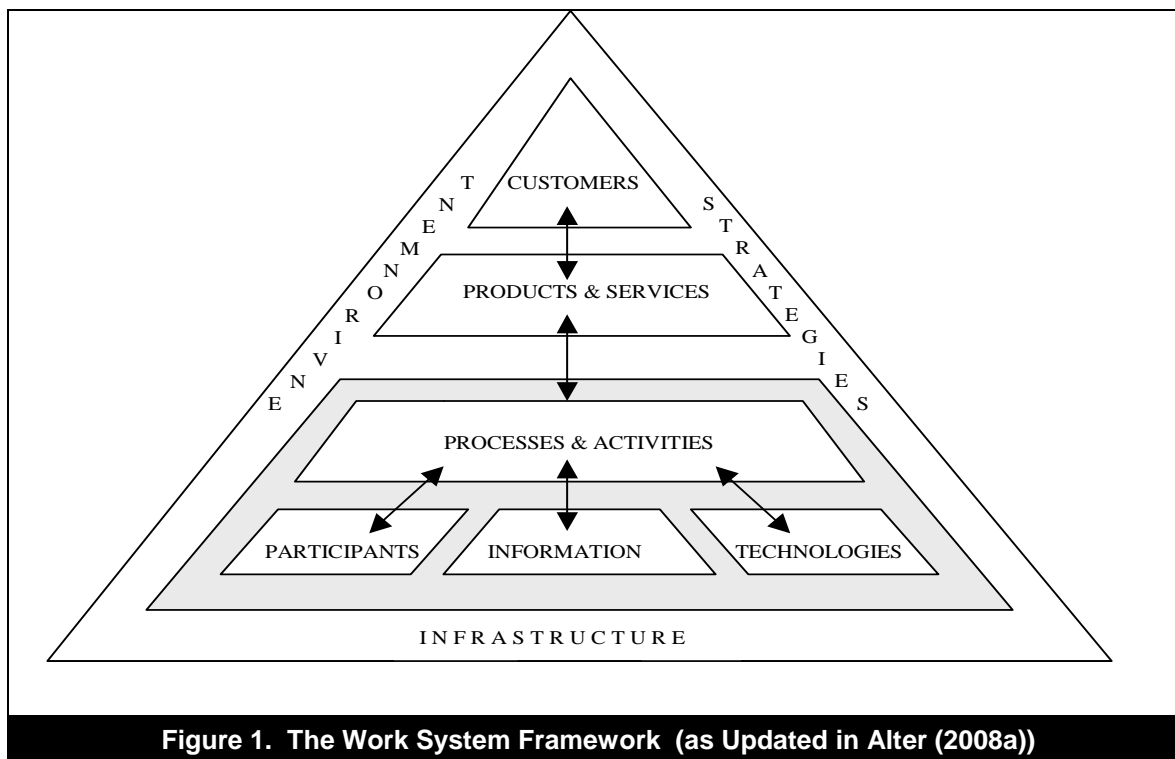 CUSTOMERS
ENVIRONMENT
STRATEGIES
PRODUCTS & SERVICES
PROCESSES & ACTIVITIES
PARTICIPANTS
INFORMATION
TECHNOLOGIES
INFRASTRUCTURE
Figure 1. The Work System Framework (as Updated in Alter (2008a))